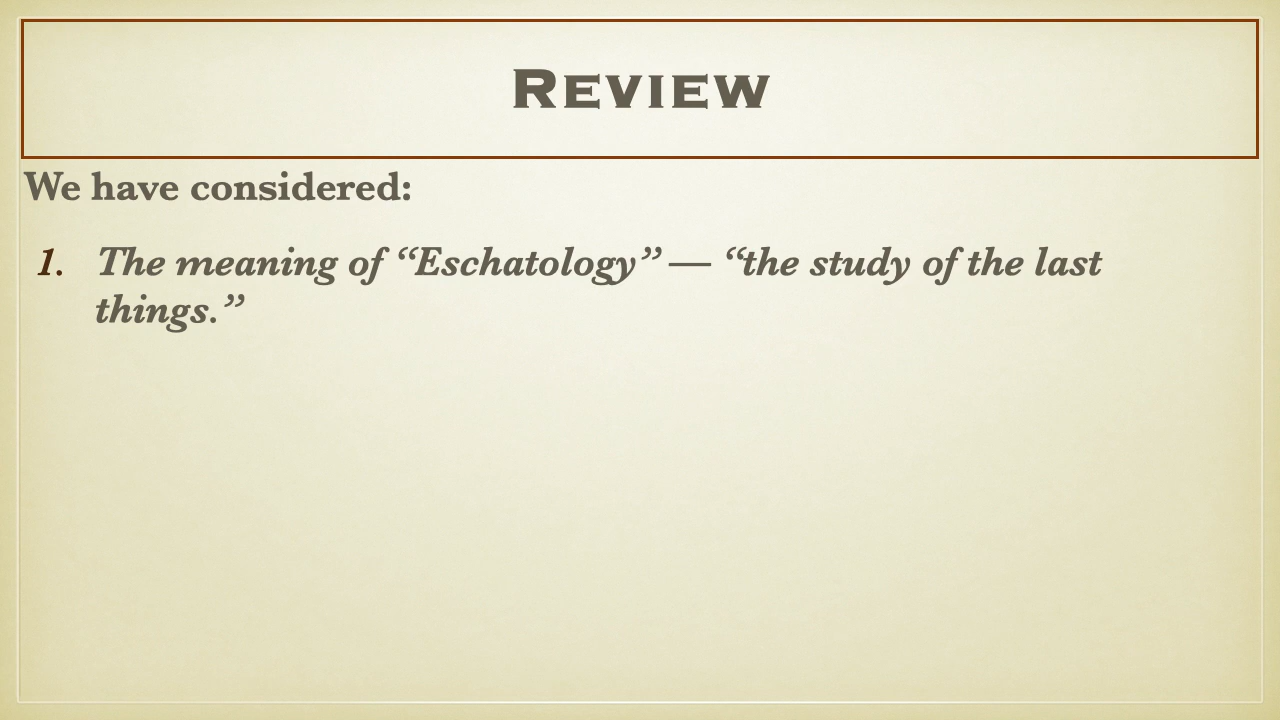 Review
We have considered:
1. The meaning of “Eschatology” — “the study of the last
things.”